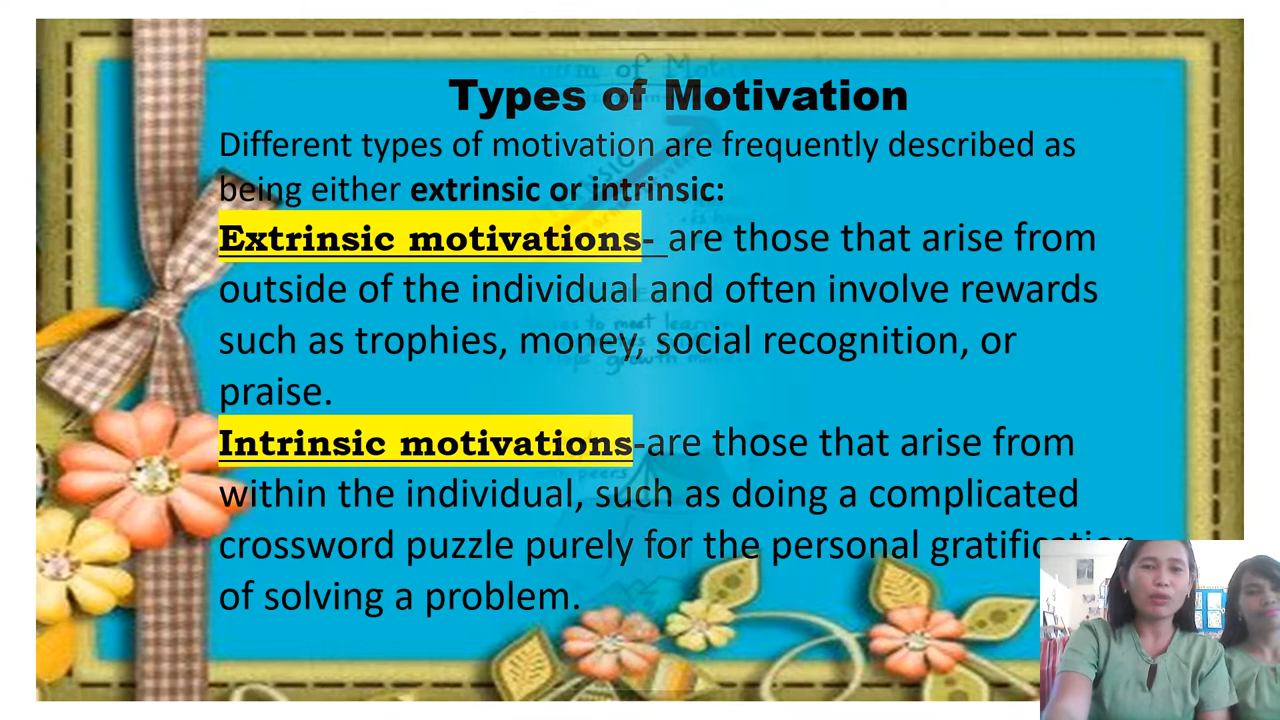 Types of Motivation
Different types of motivation are frequently described as
being either extrinsic or intrinsic:
Extrinsic motivations- are those that arise from
outside of the individual and often involve rewards
such as trophies, money, social recognition, or
praise.
Intrinsic motivations-are those that arise from
within the individual, such as doing a complicated
crossword puzzle purely for the personal gratification
of solving a problem.